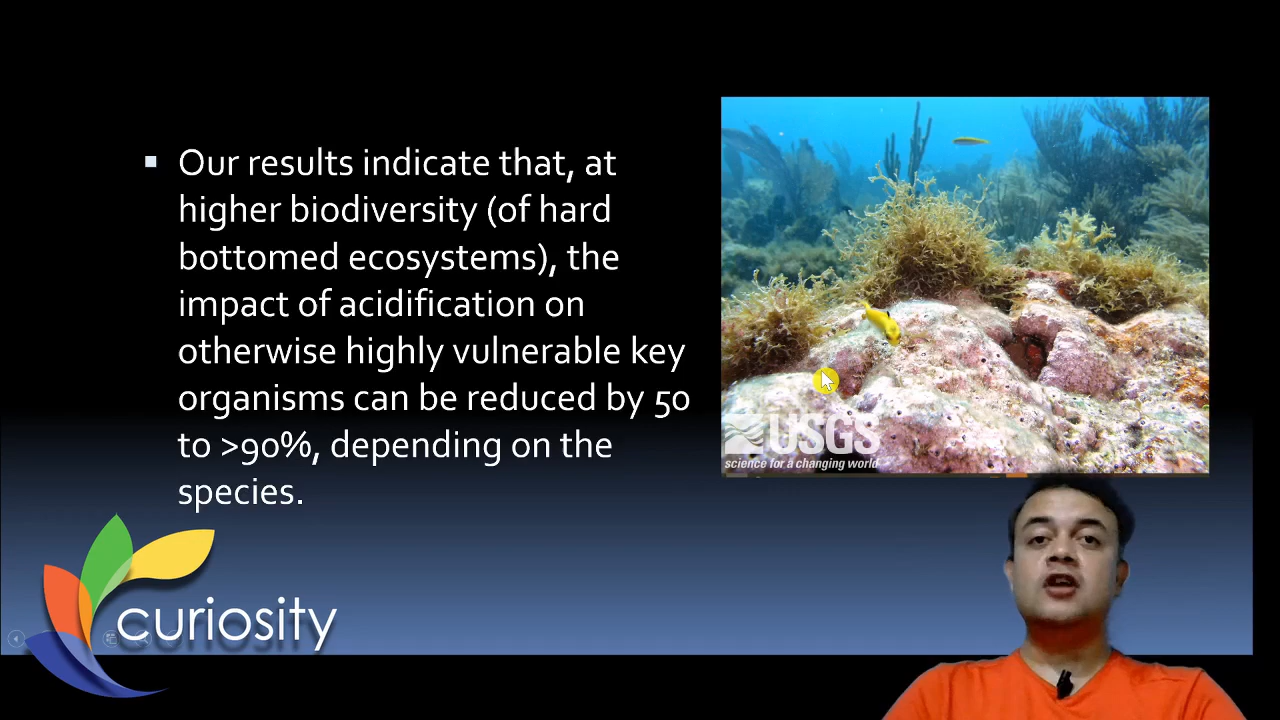 ▪ Our results indicate that, at
higher biodiversity (of hard
bottomed ecosystems), the
impact of acidification on
otherwise highly vulnerable key
organisms can be reduced by 50
to >90%, depending on the
species.
USGS
science for a changing world
curiosity